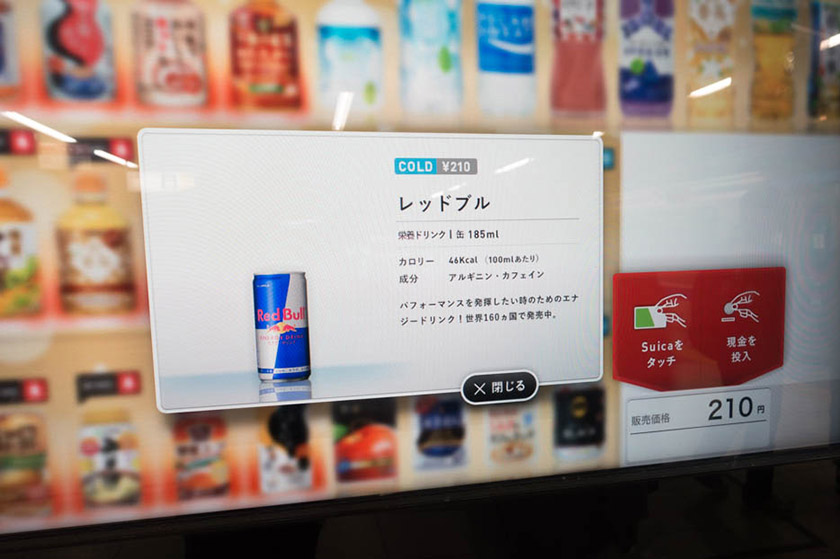 COLD ¥210
レッドブル
栄養ドリンク | 缶 185ml
カロリー 46Kcal (100mlあたり)
成分 アルギニン・カフェイン
パフォーマンスを発揮したい時のためのエナ
ジードリンク!世界160ヵ国で発売中。
Red Bull
ENERGY DRINK
× 閉じる
Suicaを
タッチ
現金を
投入
販売価格 210 円